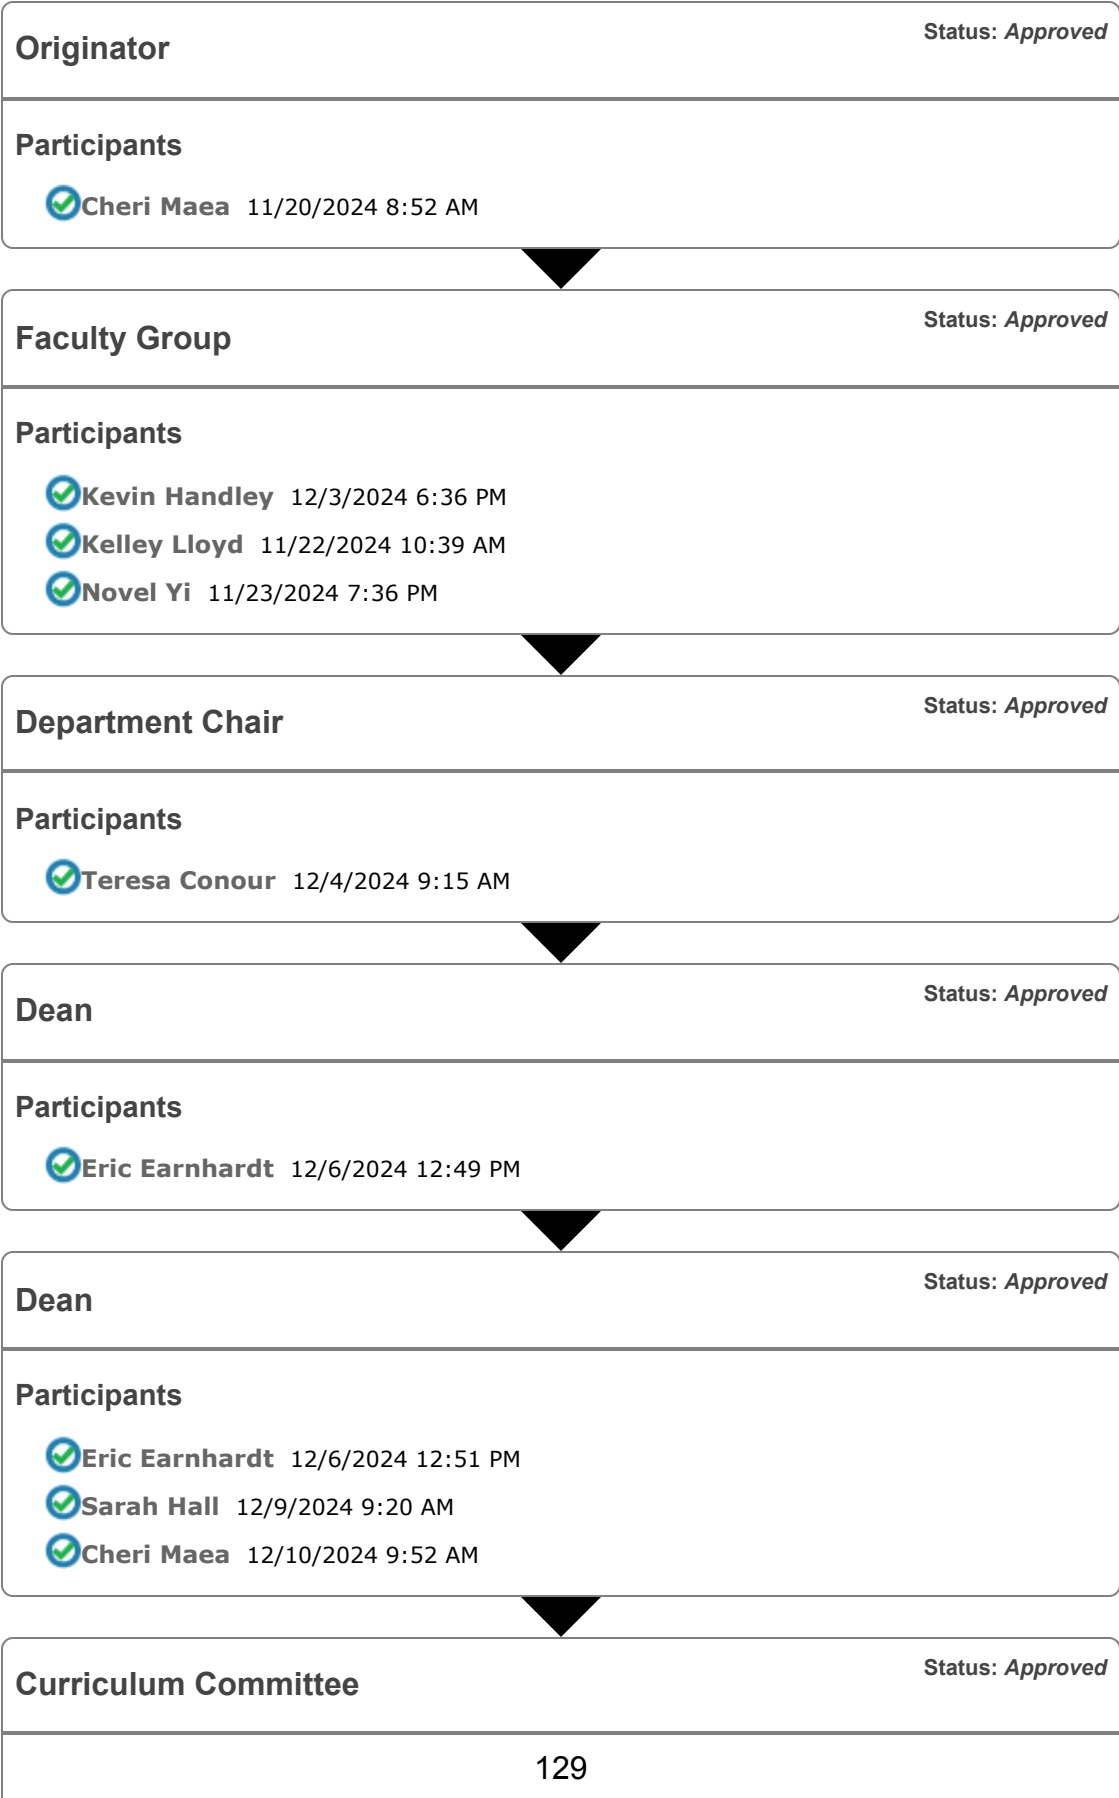 Originator
Status: Approved
Participants
Cheri Maea 11/20/2024 8:52 AM
Faculty Group
Status: Approved
Participants
Kevin Handley 12/3/2024 6:36 PM
Kelley Lloyd 11/22/2024 10:39 AM
Novel Yi 11/23/2024 7:36 PM
Department Chair
Status: Approved
Participants
Teresa Conour 12/4/2024 9:15 AM
Dean
Status: Approved
Participants
Eric Earnhardt 12/6/2024 12:49 PM
Dean
Status: Approved
Participants
Eric Earnhardt 12/6/2024 12:51 PM
Sarah Hall 12/9/2024 9:20 AM
Cheri Maea 12/10/2024 9:52 AM
Curriculum Committee
Status: Approved
129